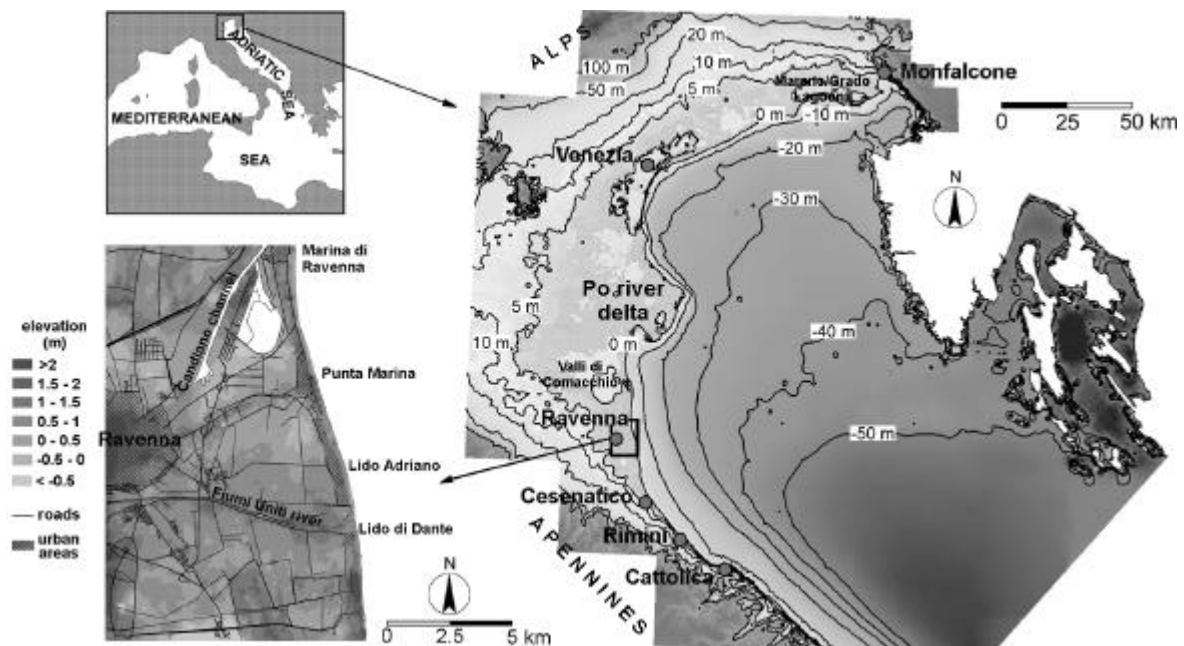 ADRIATIC
SEA
MEDITERRANEAN
SEA
ALPS
100 m
50 m
20 m
10 m
5 m
Marano/Grado
Lagoon
Monfalcone
0 m
-10 m
0 25 50 km
-20 m
Venezia
N
-30 m
Po river
delta
5 m
10 m
0 m
-40 m
Valli di
Comacchio
Ravenna
-50 m
Cesenatico
Rimini
Cattolica
APENNINES
Marina di
Ravenna
Candiano channel
elevation
(m)
>2
1.5 - 2
1 - 1.5
0.5 - 1
0 - 0.5
-0.5 - 0
< -0.5
roads
urban
areas
Punta Marina
Ravenna
Lido Adriano
Fiumi Uniti river
Lido di Dante
N
0 2.5 5 km